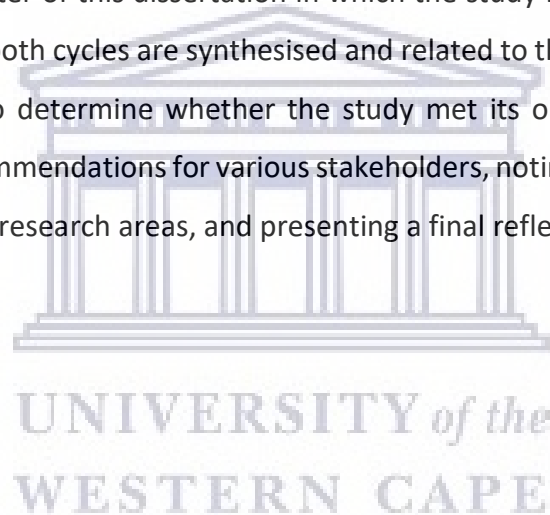 ter of this dissertation in which the study
both cycles are synthesised and related to th
o determine whether the study met its o
mmendations for various stakeholders, notin
research areas, and presenting a final refle
UNIVERSITY of the
WESTERN CAPE